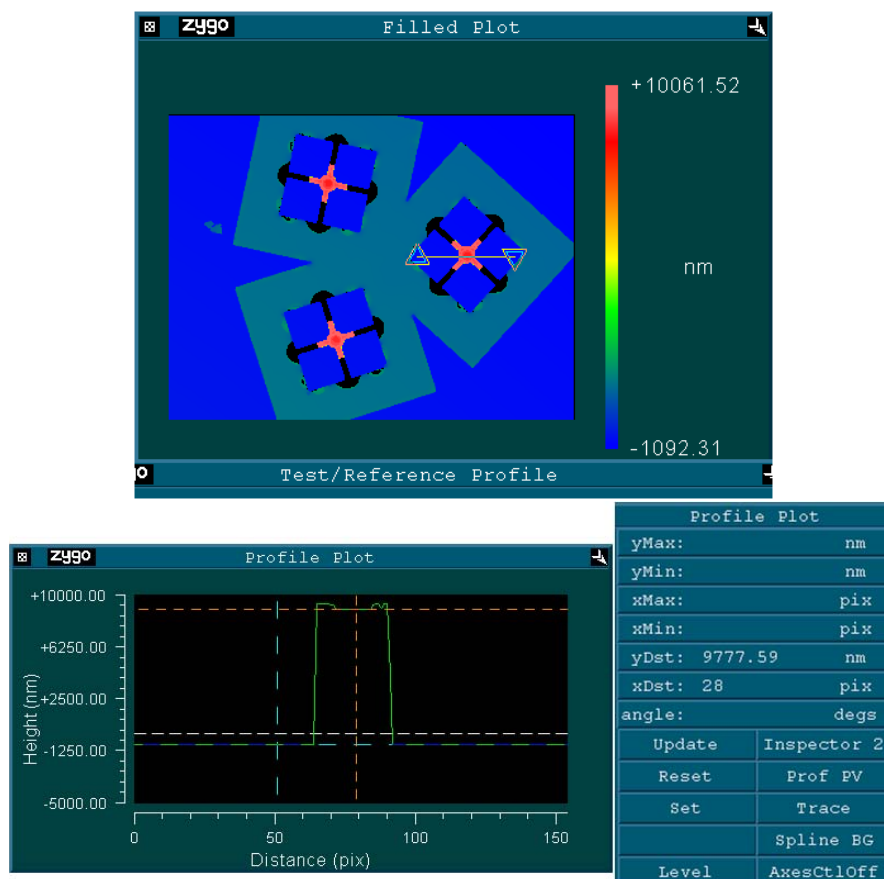 zygo Filled Plot
+10061.52
nm
-1092.31
go Test/Reference Profile
zygo Profile Plot
+10000.00
+6250.00
+2500.00
-1250.00
-5000.00
Height (nm)
0 50 100 150
Distance (pix)
Profile Plot
yMax: nm
yMin: nm
xMax: pix
xMin: pix
yDst: 9777.59 nm
xDst: 28 pix
angle: degs
Update Inspector 2
Reset Prof PV
Set Trace
Spline BG
Level AxesCtlOff